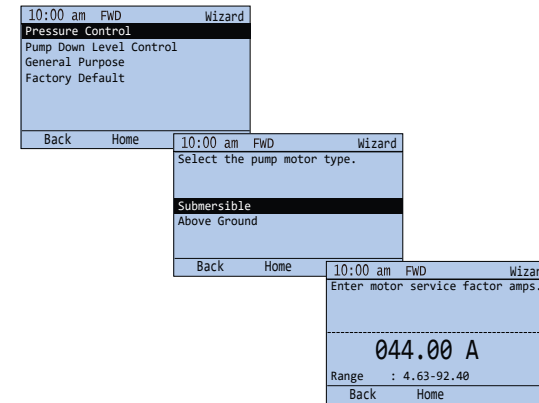 10:00 am FWD Wizard
Pressure Control
Pump Down Level Control
General Purpose
Factory Default
Back Home
10:00 am FWD Wizard
Select the pump motor type.
Submersible
Above Ground
Back Home
10:00 am FWD Wizar
Enter motor service factor amps.
044.00 A
Range : 4.63-92.40
Back Home